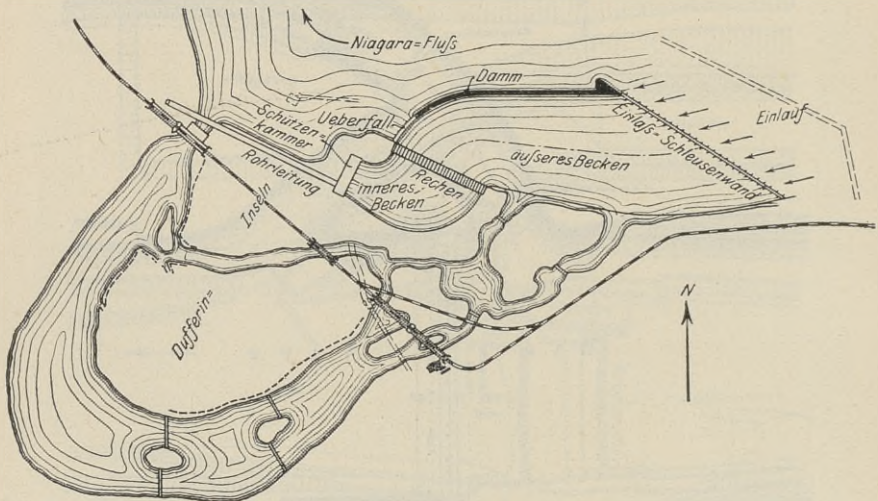 Niagara=Fluſs
Damm
Ueberfall
Schützen=
kammer
Einlauf
Einlaſs=Schleusenwand
äuſseres Becken
Rechen
Rohrleitung
inneres
Becken
Inseln
Dufferin=
N